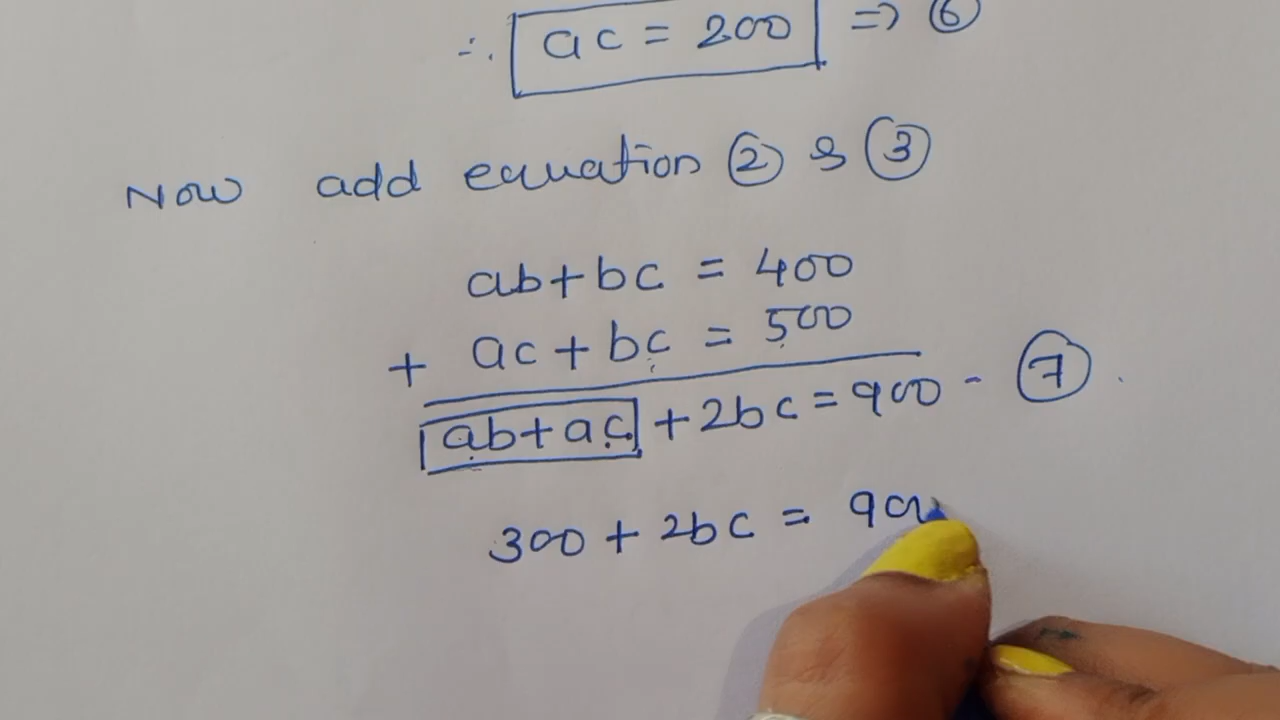 ∴ ac = 200 => 6
Now add equation 2 & 3
ab+bc = 400
+ ac + bc = 500
ab+ac + 2bc = 900 - 7
300 + 2bc =